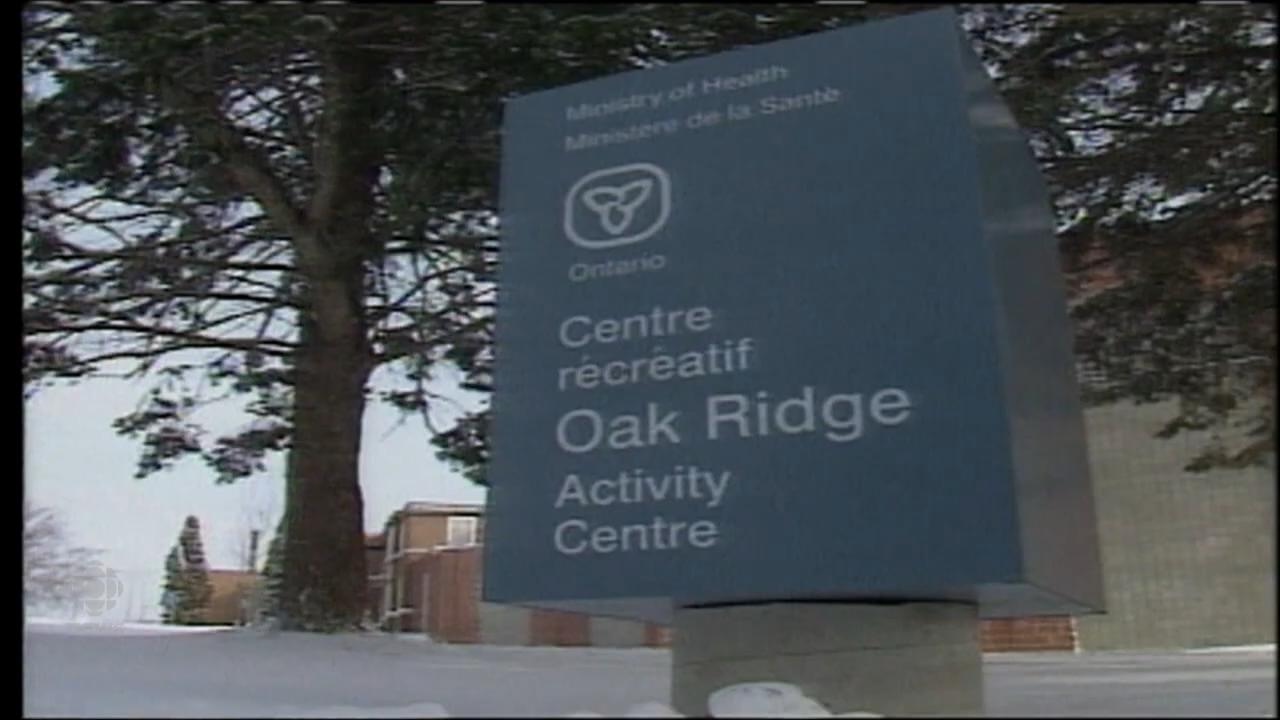 Ministry of Health
Ministère de la Santé
Ontario
Centre
récréatif
Oak Ridge
Activity
Centre